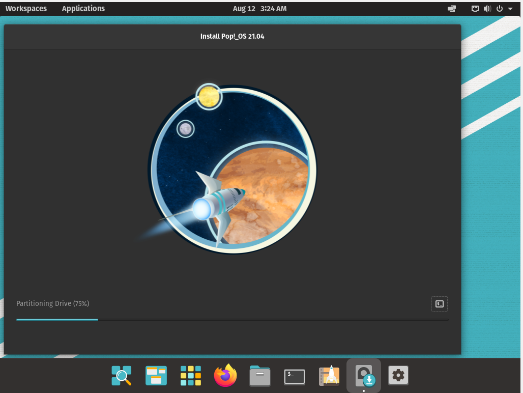 Workspaces Applications Aug 12 3:24 AM
Install Pop!_OS 21.04
Partitioning Drive (75%)